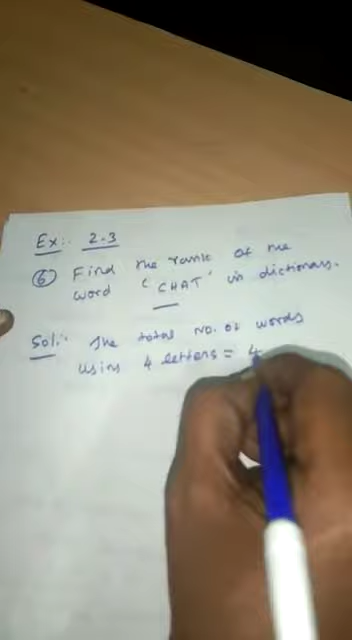 Ex:- 2.3
⑥ Find the rank of the
word 'CHAT' in dictionary.
Sol:- The total No. of words
using 4 letters = 4